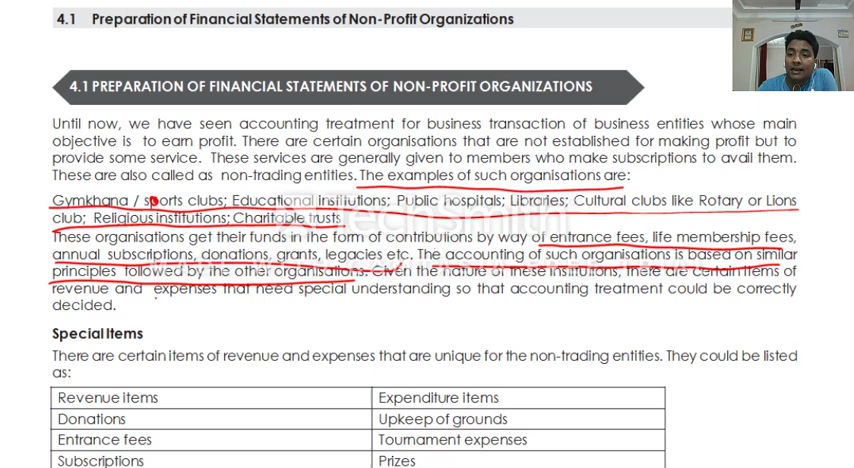 4.1 Preparation of Financial Statements of Non-Profit Organizations
4.1 PREPARATION OF FINANCIAL STATEMENTS OF NON-PROFIT ORGANIZATIONS
Until now, we have seen accounting treatment for business transaction of business entities whose main
objective is to earn profit. There are certain organisations that are not established for making profit but to
provide some service. These services are generally given to members who make subscriptions to avail them.
These are also called as non-trading entities. The examples of such organisations are:
Gymkhana / sports clubs; Educational institutions; Public hospitals; Libraries; Cultural clubs like Rotary or Lions
club; Religious institutions; Charitable trusts
These organisations get their funds in the form of contributions by way of entrance fees, life membership fees,
annual subscriptions, donations, grants, legacies etc. The accounting of such organisations is based on similar
principles followed by the other organisations. Given the nature of these institutions, there are certain items of
revenue and expenses that need special understanding so that accounting treatment could be correctly
decided.
Special Items
There are certain items of revenue and expenses that are unique for the non-trading entities. They could be listed
as:
Revenue items Expenditure items
Donations Upkeep of grounds
Entrance fees Tournament expenses
Subscriptions Prizes
TechSmith